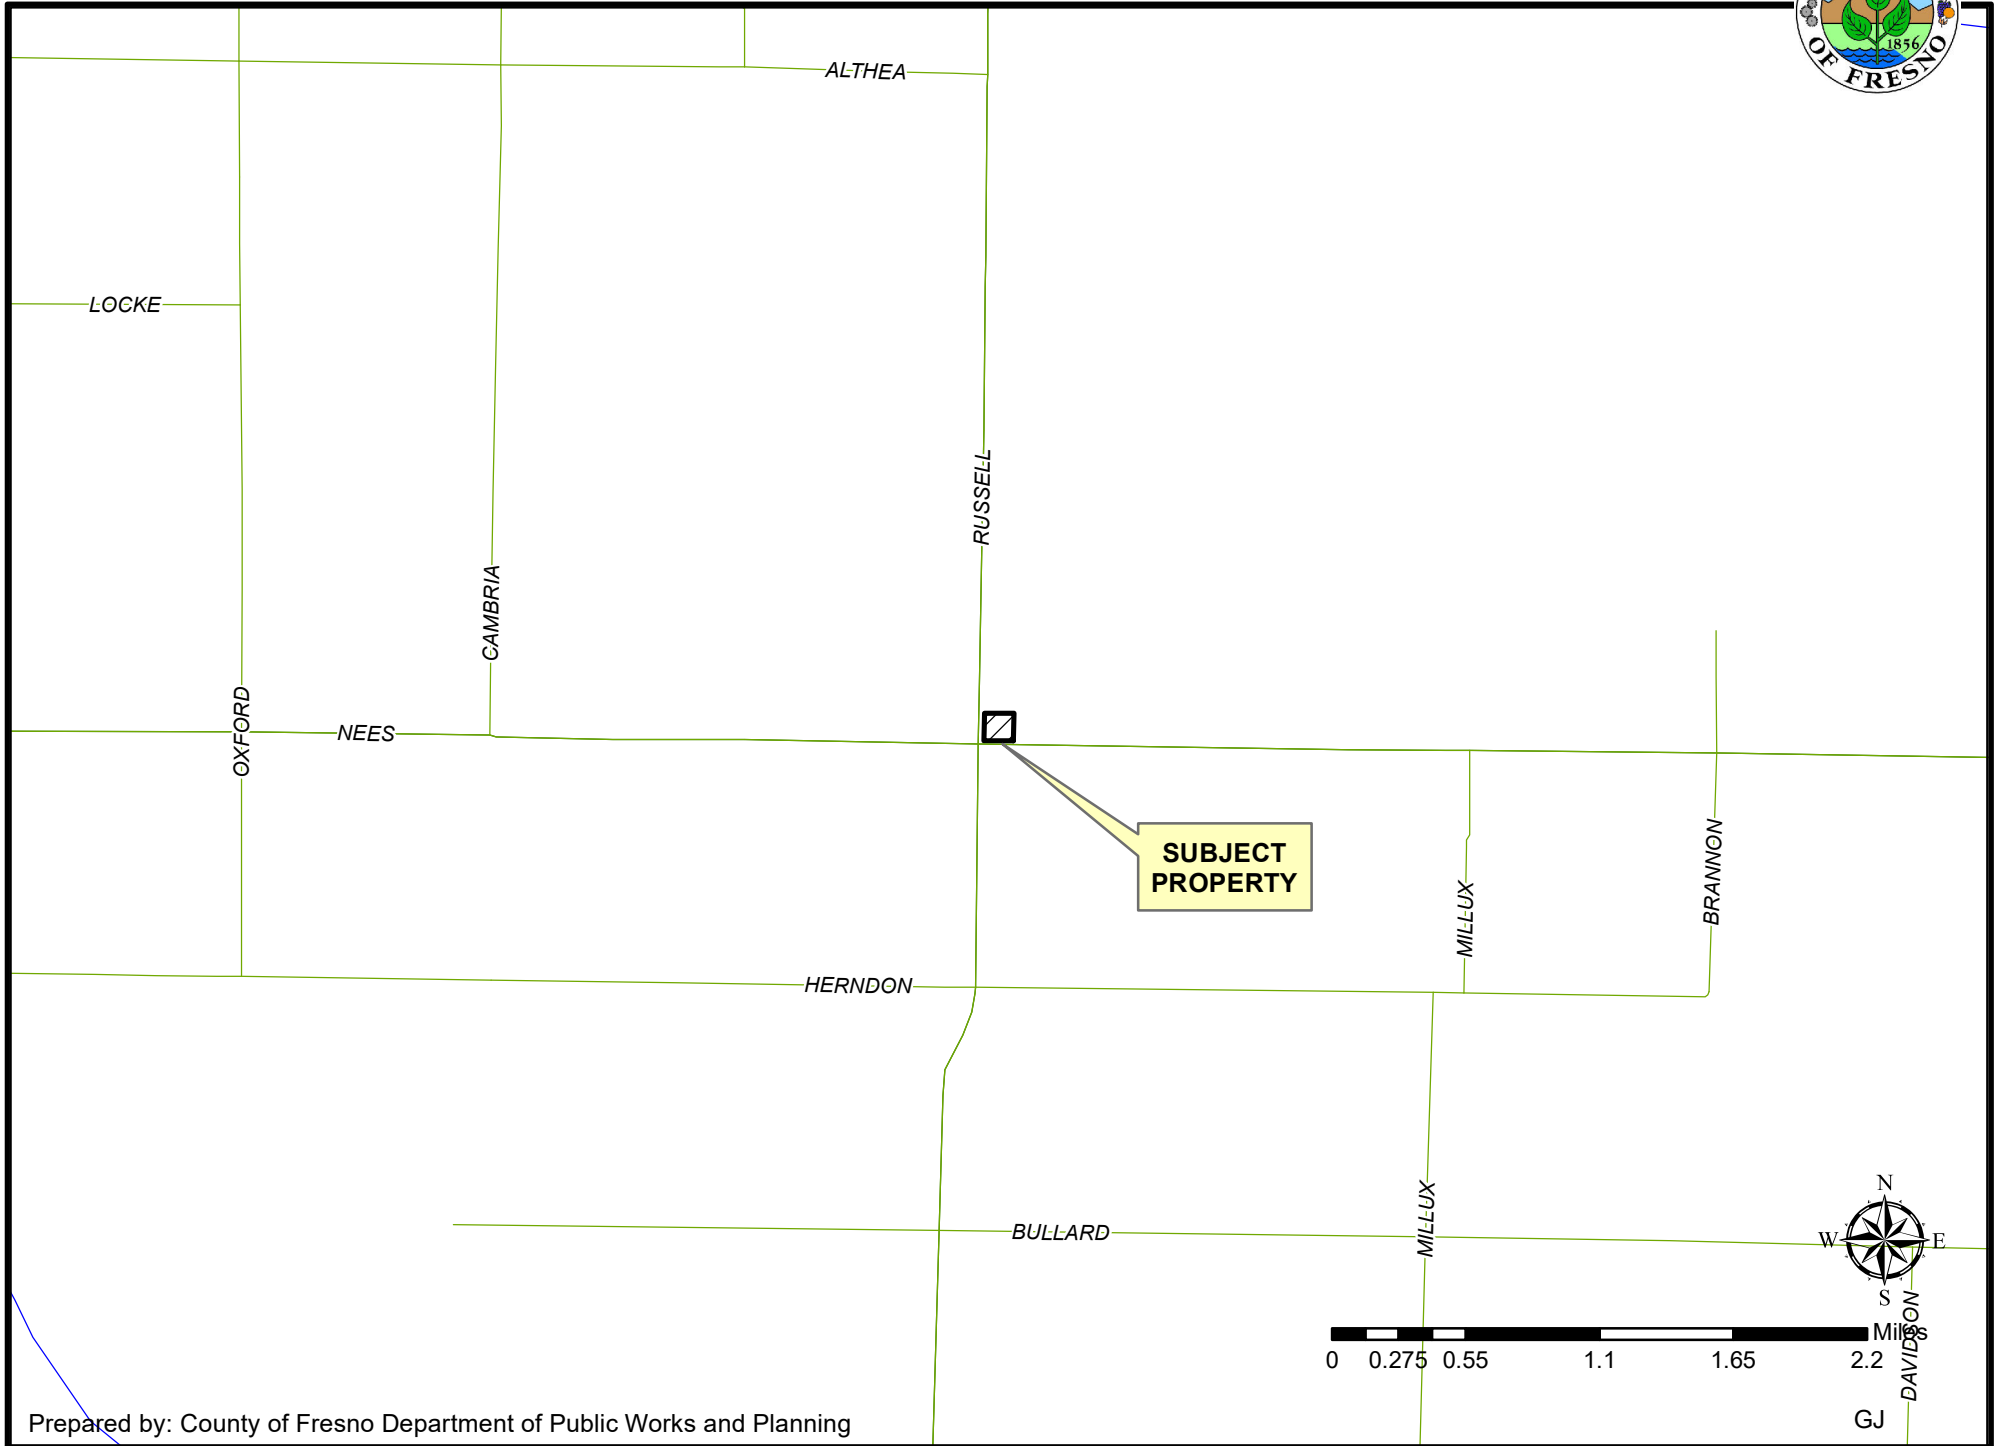 1856
OF FRESNO
ALTHEA
LOCKE
RUSSELL
CAMBRIA
OXFORD
NEES
SUBJECT
PROPERTY
MILLUX
BRANNON
HERNDON
MILLUX
BULLARD
N
W
E
S
DAVIDSON
Miles
0 0.275 0.55 1.1 1.65 2.2
Prepared by: County of Fresno Department of Public Works and Planning
GJ